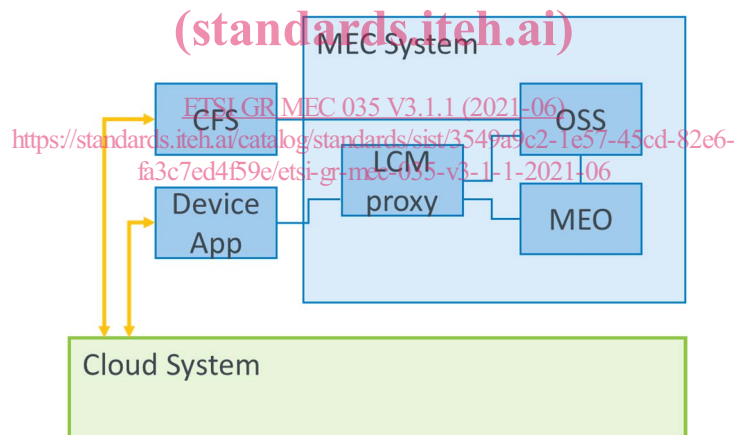 (standards.iteh.ai)
MEC System
ETSI GR MEC 035 V3.1.1 (2021-06)
CFS
OSS
https://standards.iteh.ai/catalog/standards/sist/3549a9c2-1e57-45cd-82e6-
fa3c7ed4f59e/etsi-gr-mec-035-v3-1-1-2021-06
LCM
proxy
Device
App
MEO
Cloud System